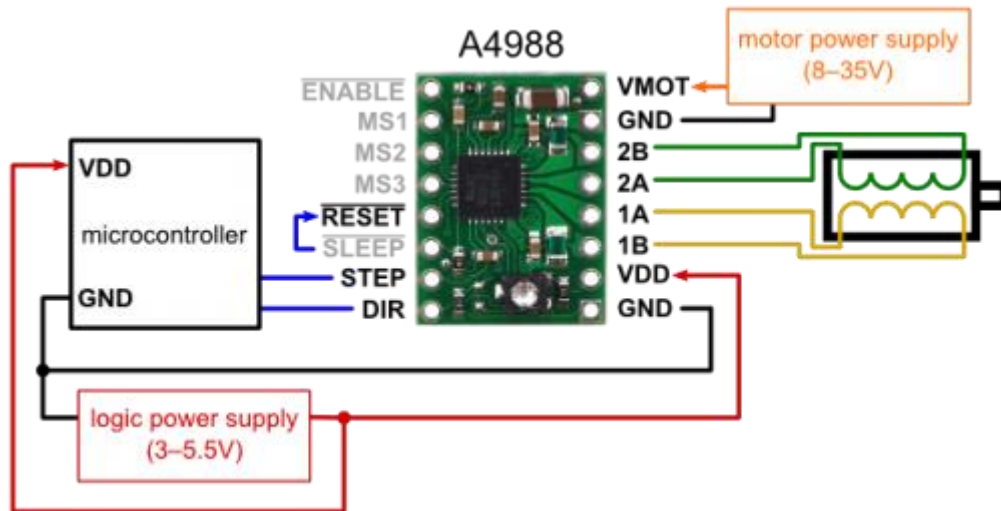 A4988
motor power supply
(8–35V)
ENABLE
VMOT
MS1
GND
MS2
2B
VDD
MS3
2A
RESET
1A
microcontroller
SLEEP
1B
STEP
VDD
GND
DIR
GND
logic power supply
(3–5.5V)